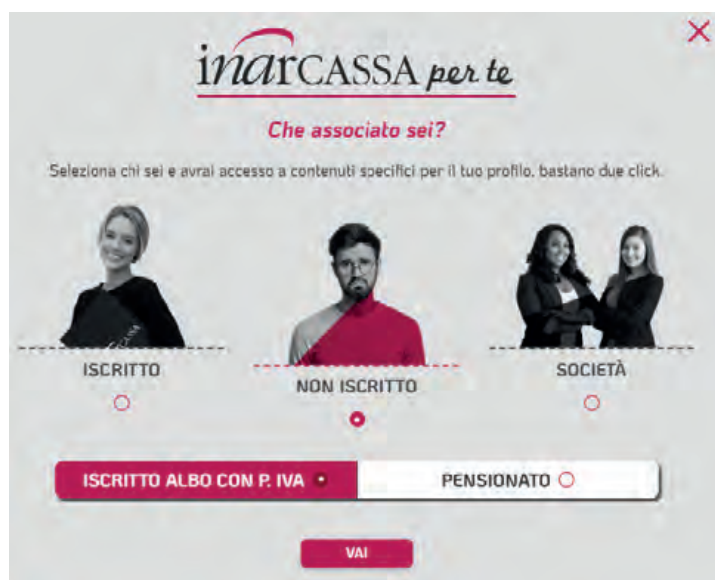 inarCASSA per te
Che associato sei?
Seleziona chi sei e avrai accesso a contenuti specifici per il tuo profilo, bastano due click.
ISCRITTO
NON ISCRITTO
SOCIETÀ
ISCRITTO ALBO CON P. IVA
PENSIONATO
VAI